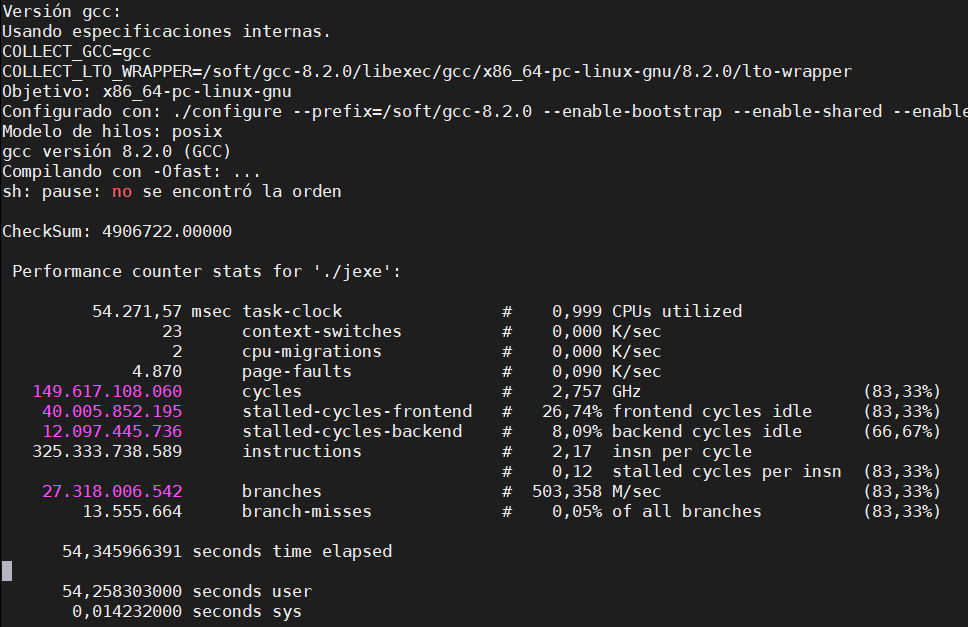 Versión gcc:
Usando especificaciones internas.
COLLECT_GCC=gcc
COLLECT_LTO_WRAPPER=/soft/gcc-8.2.0/libexec/gcc/x86_64-pc-linux-gnu/8.2.0/lto-wrapper
Objetivo: x86_64-pc-linux-gnu
Configurado con: ./configure --prefix=/soft/gcc-8.2.0 --enable-bootstrap --enable-shared --enable
Modelo de hilos: posix
gcc versión 8.2.0 (GCC)
Compilando con -Ofast: ...
sh: pause: no se encontró la orden
CheckSum: 4906722.00000
Performance counter stats for './jexe':
54.271,57 msec task-clock # 0,999 CPUs utilized
23 context-switches # 0,000 K/sec
2 cpu-migrations # 0,000 K/sec
4.870 page-faults # 0,090 K/sec
149.617.108.060 cycles # 2,757 GHz (83,33%)
40.005.852.195 stalled-cycles-frontend # 26,74% frontend cycles idle (83,33%)
12.097.445.736 stalled-cycles-backend # 8,09% backend cycles idle (66,67%)
325.333.738.589 instructions # 2,17 insn per cycle
# 0,12 stalled cycles per insn (83,33%)
27.318.006.542 branches # 503,358 M/sec (83,33%)
13.555.664 branch-misses # 0,05% of all branches (83,33%)
54,345966391 seconds time elapsed
54,258303000 seconds user
0,014232000 seconds sys